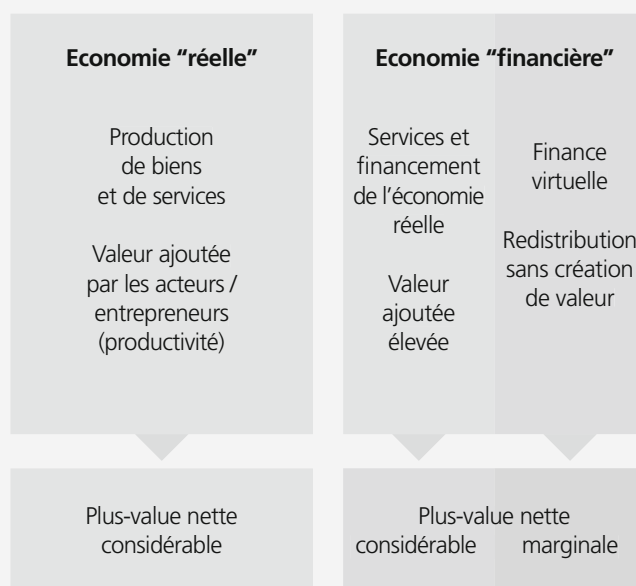 Economie “réelle”
Production
de biens
et de services
Valeur ajoutée
par les acteurs /
entrepreneurs
(productivité)
Economie “financière”
Services et
financement
de l’économie
réelle
Valeur
ajoutée
élevée
Finance
virtuelle
Redistribution
sans création
de valeur
Plus-value nette
considérable
Plus-value nette
considérable marginale